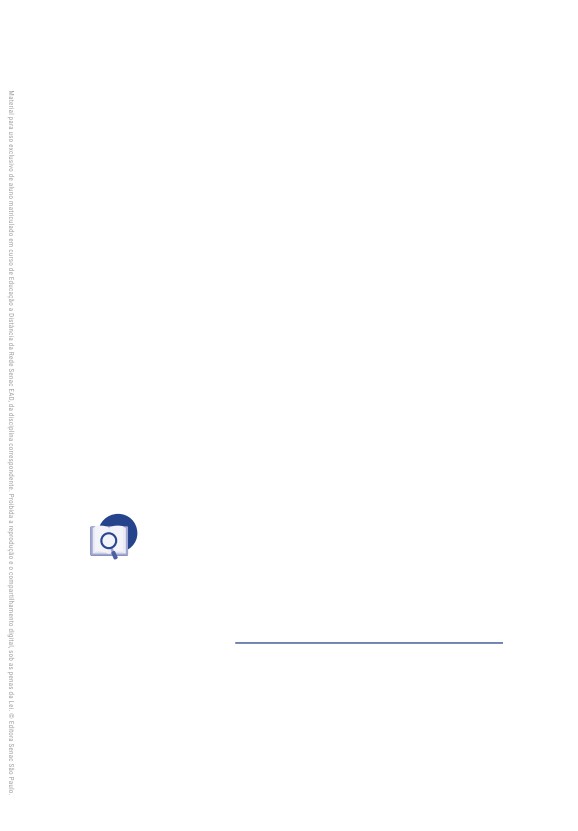 Material para uso exclusivo de aluno matriculado em curso de Educação a Distância da Rede Senac EAD, da disciplina correspondente. Proibida a reprodução e o compartilhamento digital, sob as penas da Lei. © Editora Senac São Paulo.